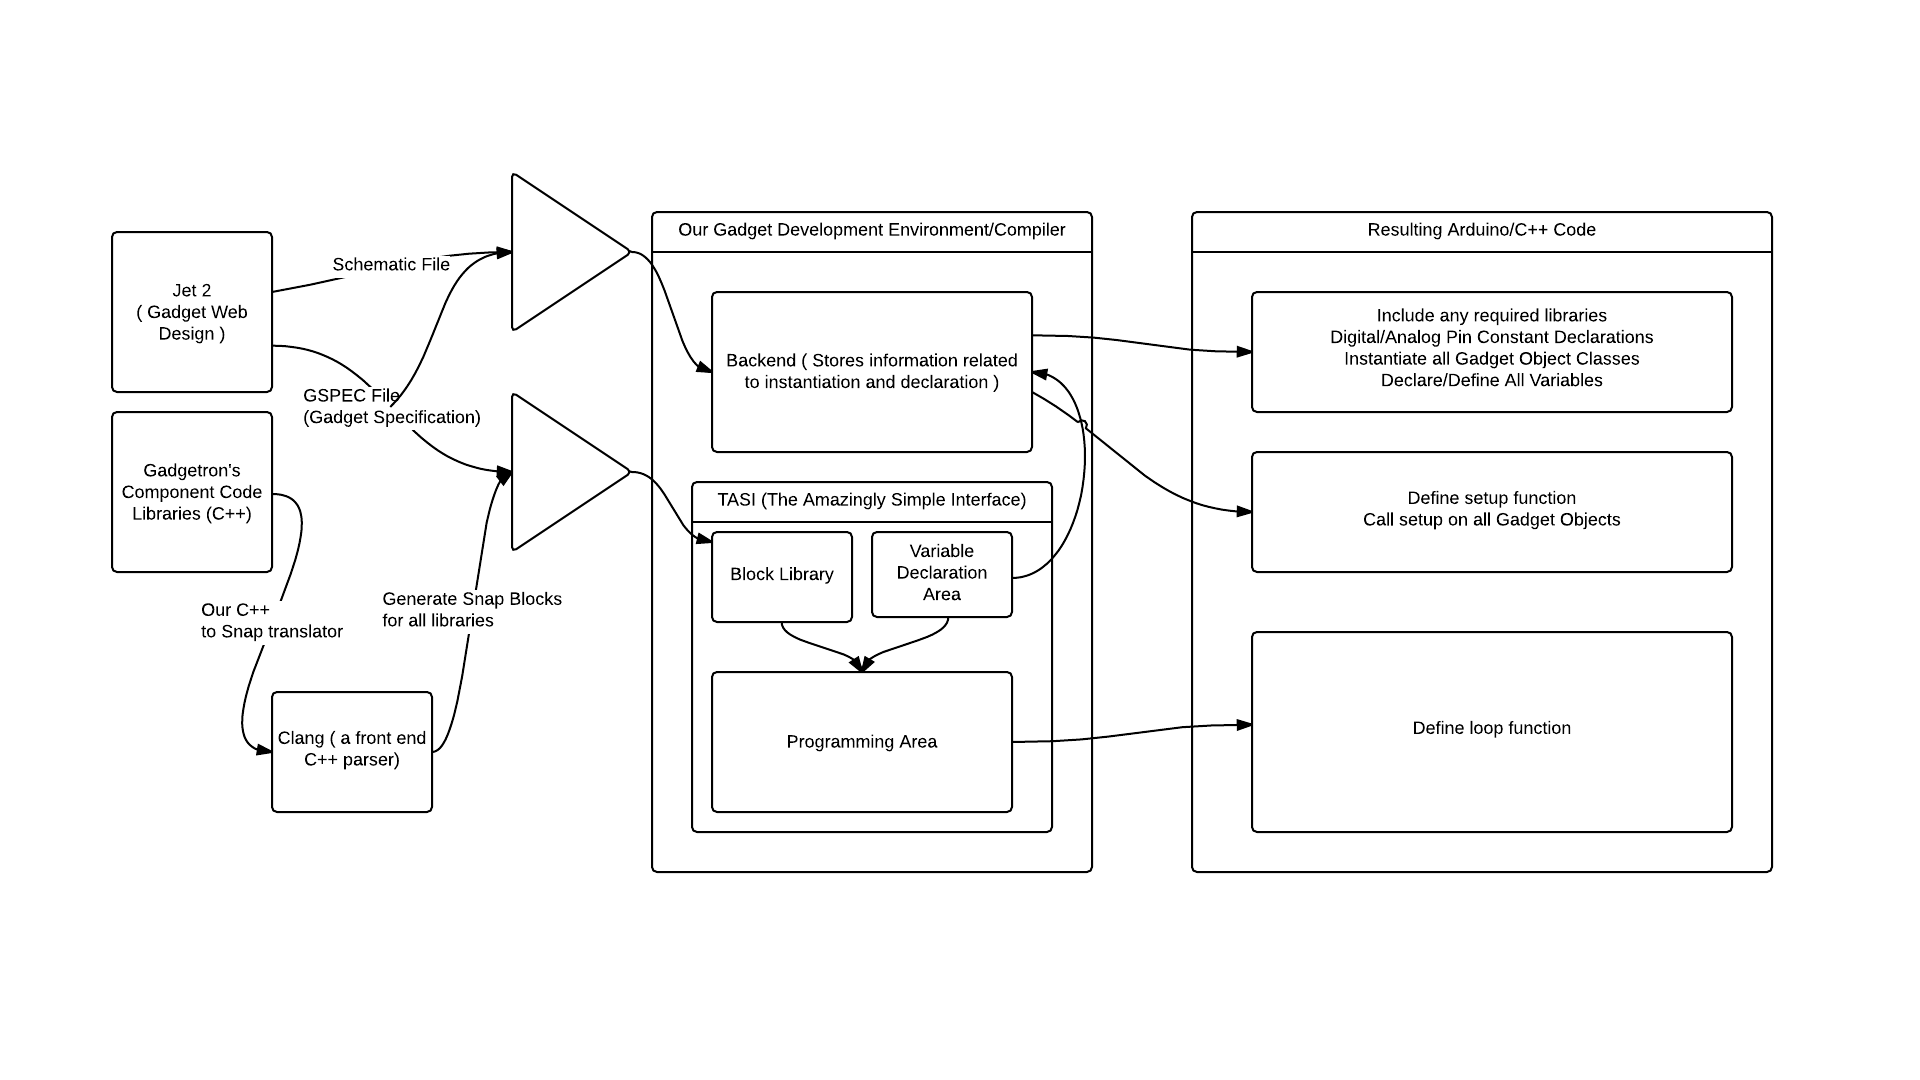 Jet 2
( Gadget Web
Design )
Gadgetron's
Component Code
Libraries (C++)
Schematic File
GSPEC File
(Gadget Specification)
Our C++
to Snap translator
Generate Snap Blocks
for all libraries
Clang ( a front end
C++ parser)
Our Gadget Development Environment/Compiler
Backend ( Stores information related
to instantiation and declaration )
TASI (The Amazingly Simple Interface)
Block Library
Variable
Declaration
Area
Programming Area
Resulting Arduino/C++ Code
Include any required libraries
Digital/Analog Pin Constant Declarations
Instantiate all Gadget Object Classes
Declare/Define All Variables
Define setup function
Call setup on all Gadget Objects
Define loop function